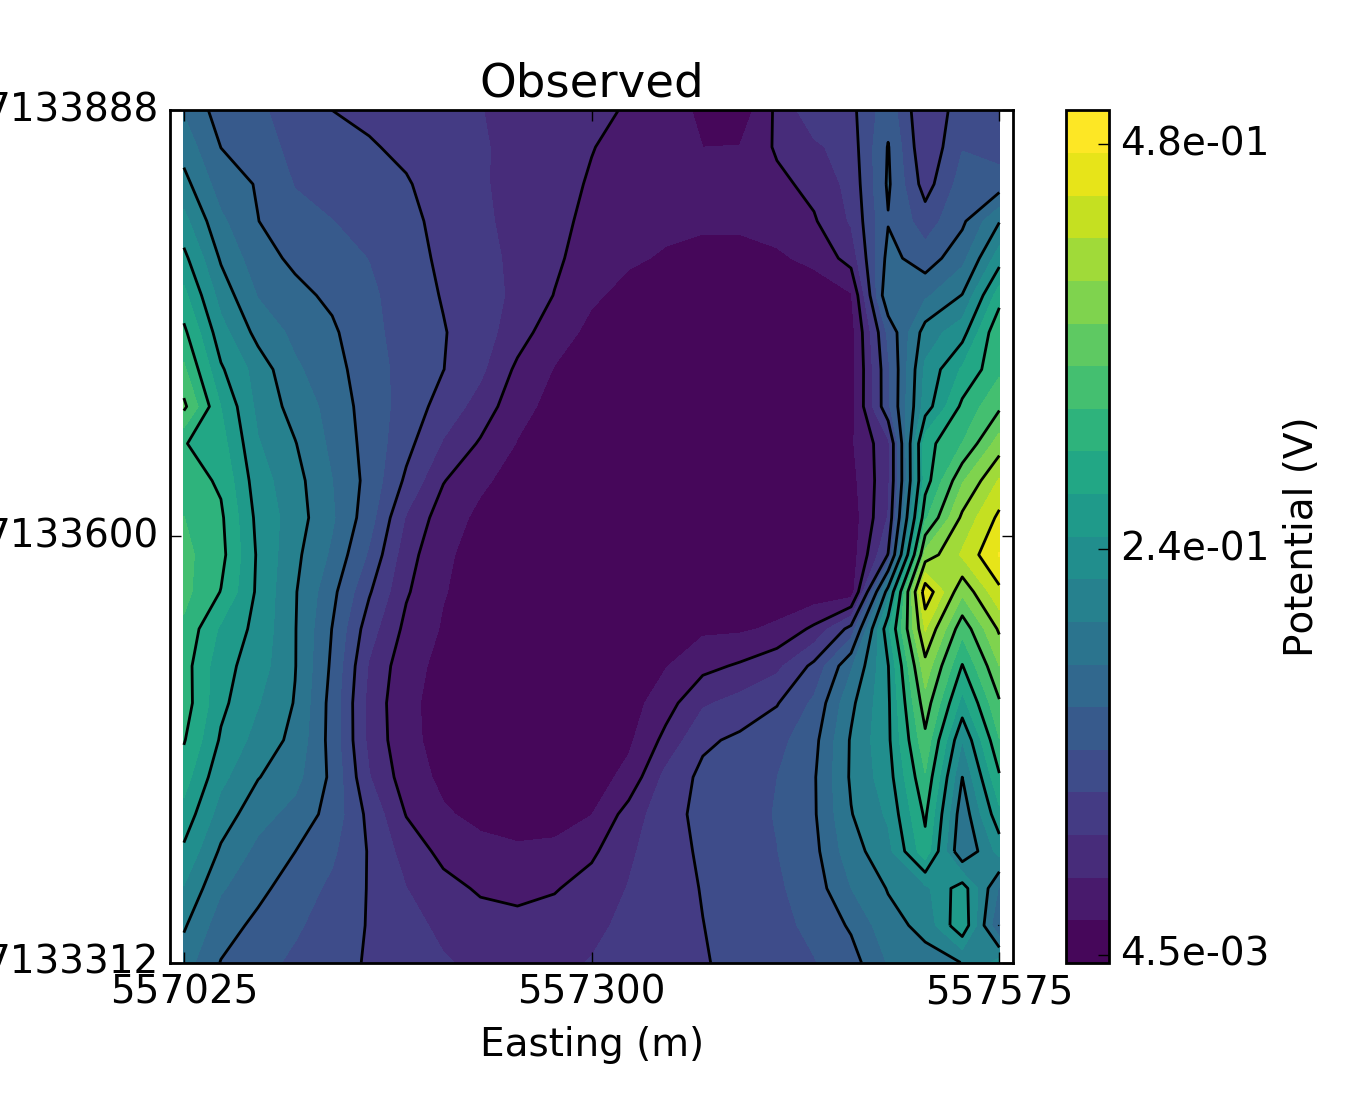 Observed
7133888
4.8e-01
7133600
2.4e-01
Potential (V)
7133312
4.5e-03
557025
557300
557575
Easting (m)